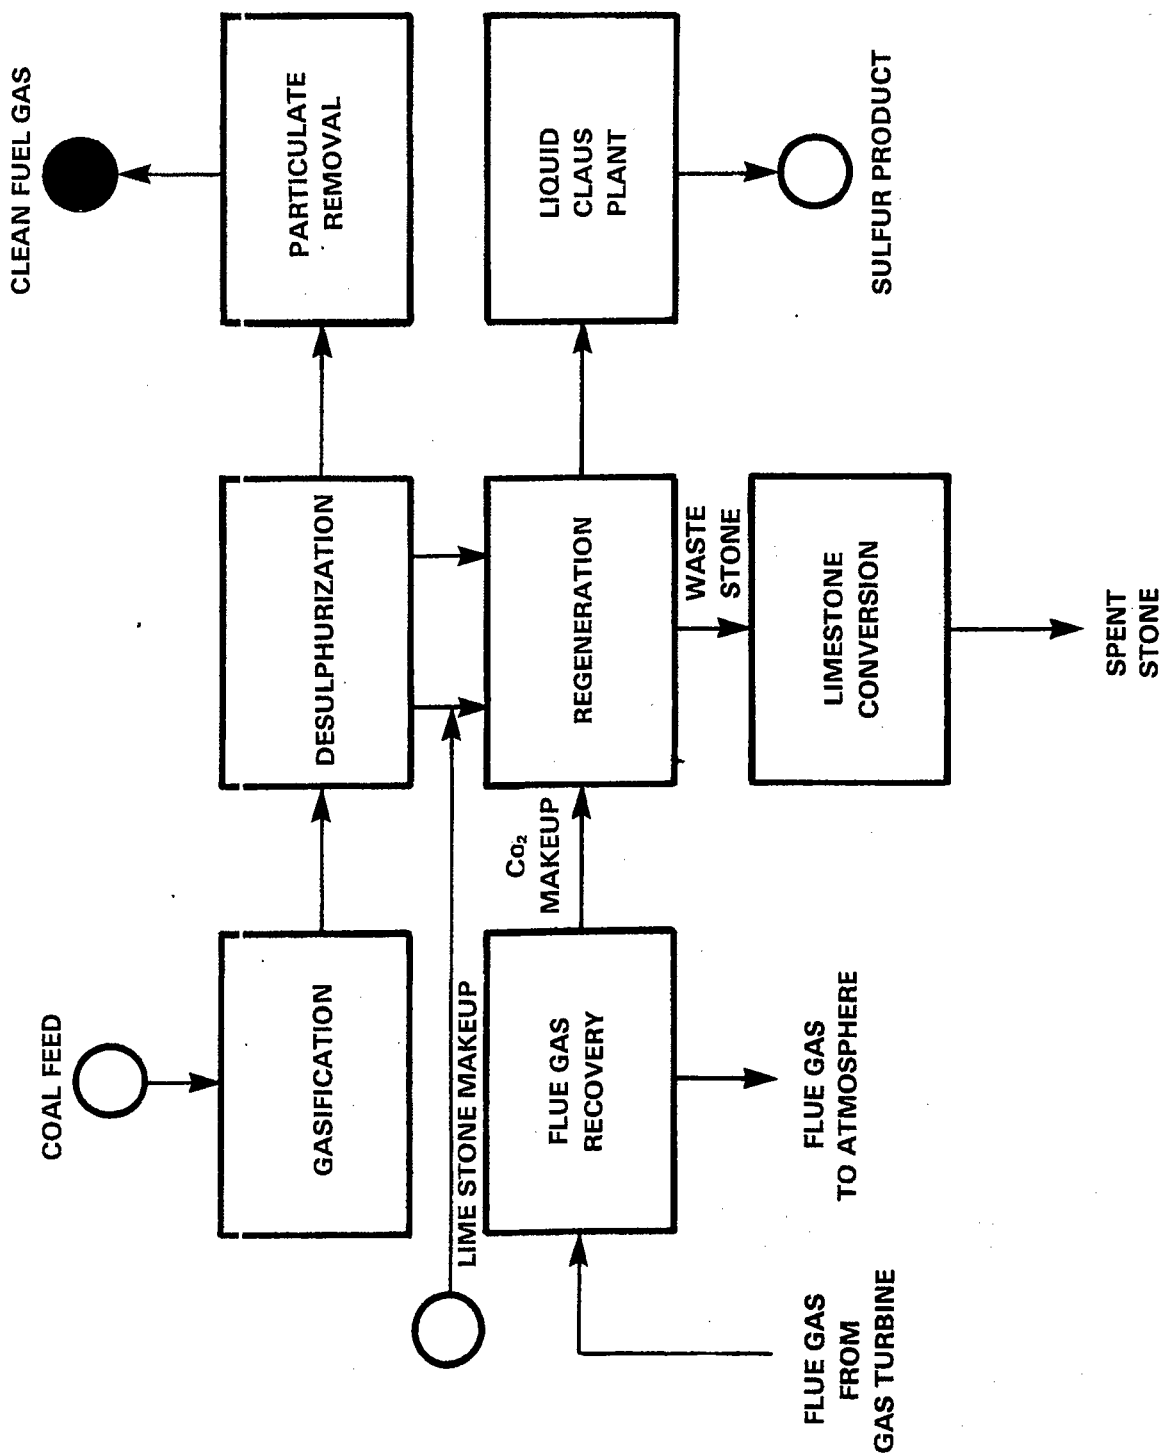 COAL FEED
CLEAN FUEL GAS
GASIFICATION
DESULPHURIZATION
PARTICULATE
REMOVAL
LIME STONE MAKEUP
FLUE GAS
RECOVERY
Co₂
MAKEUP
REGENERATION
LIQUID
CLAUS
PLANT
WASTE
STONE
FLUE GAS
FROM
GAS TURBINE
FLUE GAS
TO ATMOSPHERE
LIMESTONE
CONVERSION
SULFUR PRODUCT
SPENT
STONE